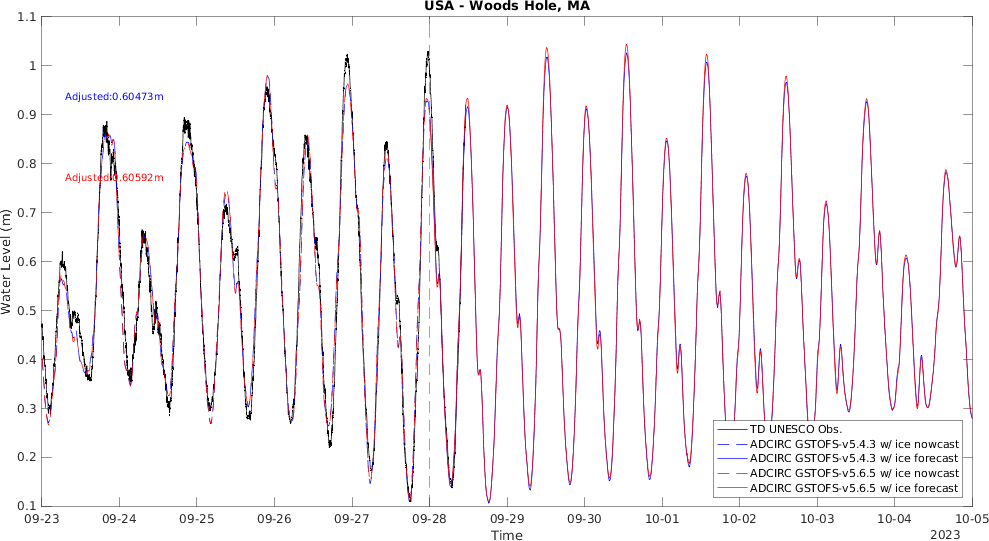 USA - Woods Hole, MA
1.1
1
0.9
0.8
0.7
0.6
0.5
0.4
0.3
0.2
0.1
Water Level (m)
Adjusted:0.60473m
Adjusted:0.60592m
TD UNESCO Obs.
ADCIRC GSTOFS-v5.4.3 w/ ice nowcast
ADCIRC GSTOFS-v5.4.3 w/ ice forecast
ADCIRC GSTOFS-v5.6.5 w/ ice nowcast
ADCIRC GSTOFS-v5.6.5 w/ ice forecast
09-23 09-24 09-25 09-26 09-27 09-28 09-29 09-30 10-01 10-02 10-03 10-04 10-05
Time
2023